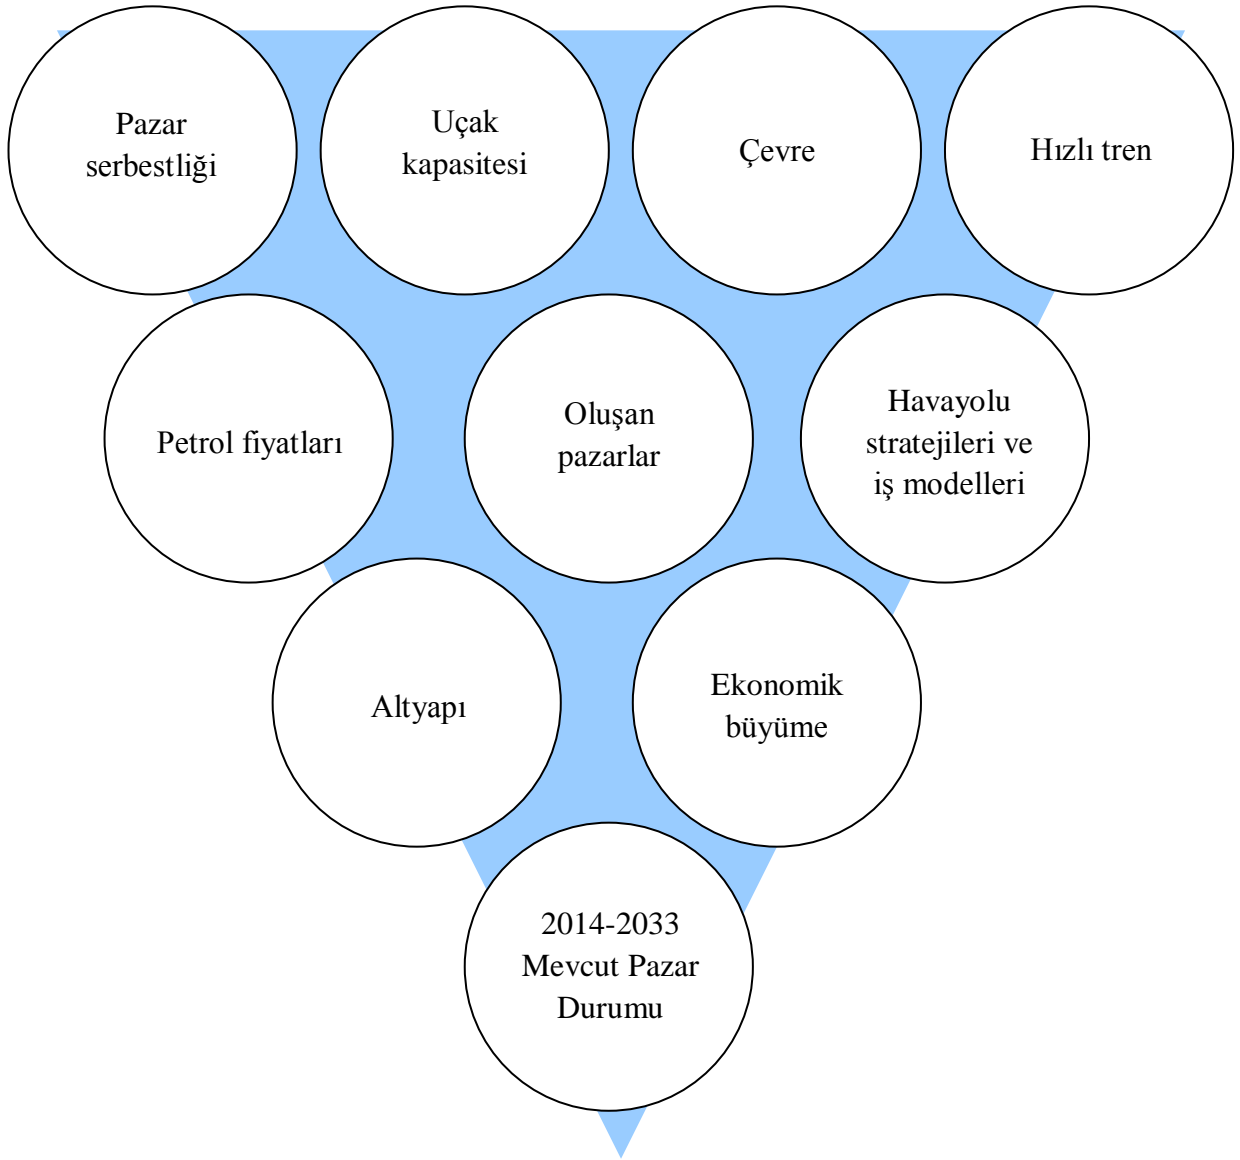 Pazar
serbestliği
Uçak
kapasitesi
Çevre
Hızlı tren
Petrol fiyatları
Oluşan
pazarlar
Havayolu
stratejileri ve
iş modelleri
Altyapı
Ekonomik
büyüme
2014-2033
Mevcut Pazar
Durumu